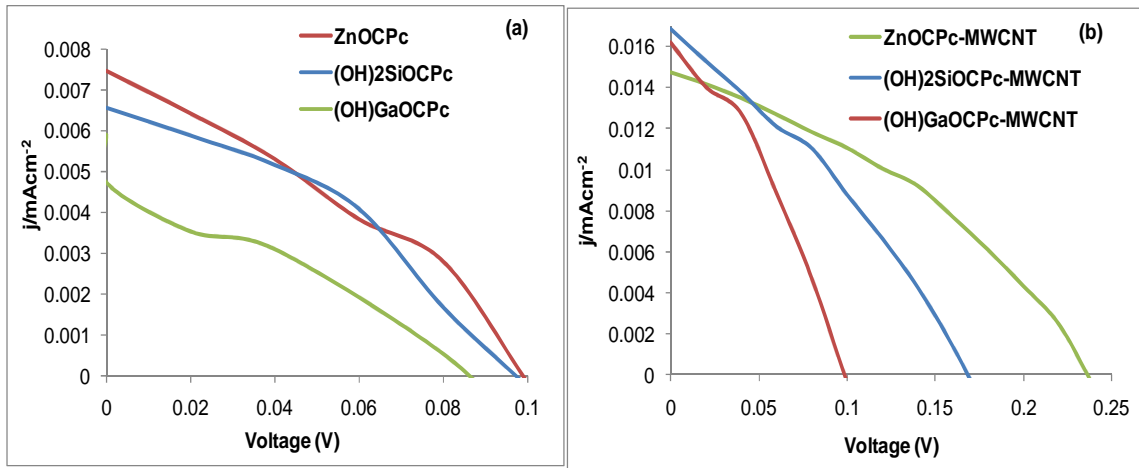 (a)
ZnOCPc
(OH)2SiOCPc
(OH)GaOCPc
j/mAcm⁻²
0.008
0.007
0.006
0.005
0.004
0.003
0.002
0.001
0
0 0.02 0.04 0.06 0.08 0.1
Voltage (V)
(b)
ZnOCPc-MWCNT
(OH)2SiOCPc-MWCNT
(OH)GaOCPc-MWCNT
j/mAcm⁻²
0.016
0.014
0.012
0.01
0.008
0.006
0.004
0.002
0
0 0.05 0.1 0.15 0.2 0.25
Voltage (V)